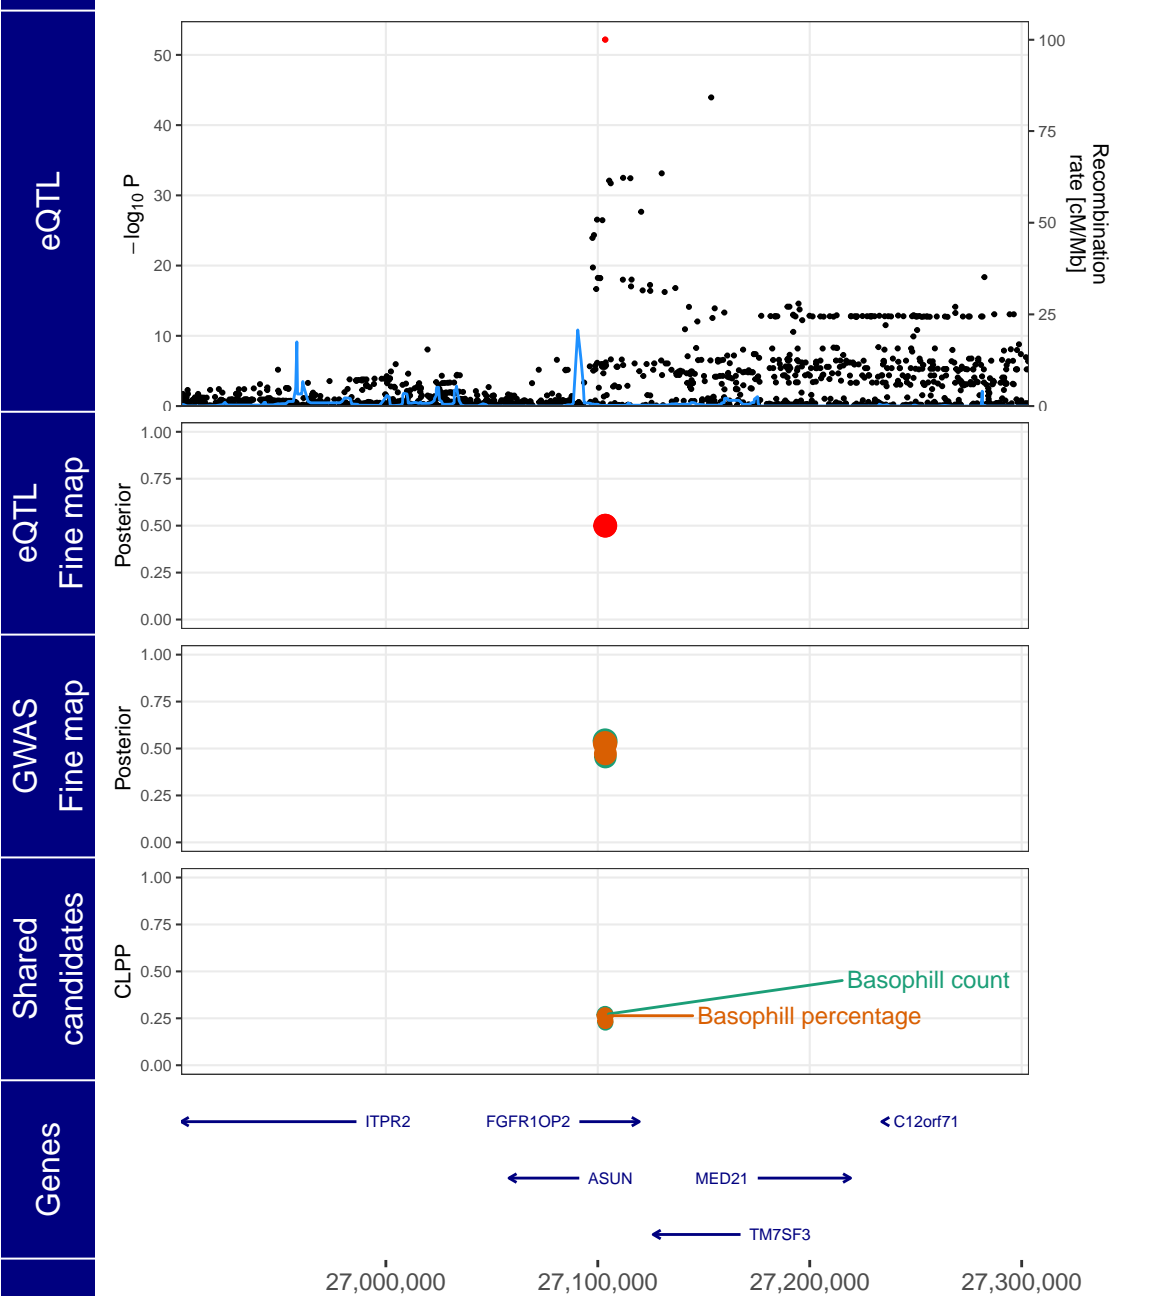 eQTL
−log10 P
50
40
30
20
10
0
100
75
50
25
0
Recombination
rate [cM/Mb]
eQTL
Fine map
Posterior
1.00
0.75
0.50
0.25
0.00
GWAS
Fine map
Posterior
1.00
0.75
0.50
0.25
0.00
Shared
candidates
CLPP
1.00
0.75
0.50
0.25
0.00
Basophill count
Basophill percentage
Genes
ITPR2
FGFR1OP2
C12orf71
ASUN
MED21
TM7SF3
27,000,000
27,100,000
27,200,000
27,300,000